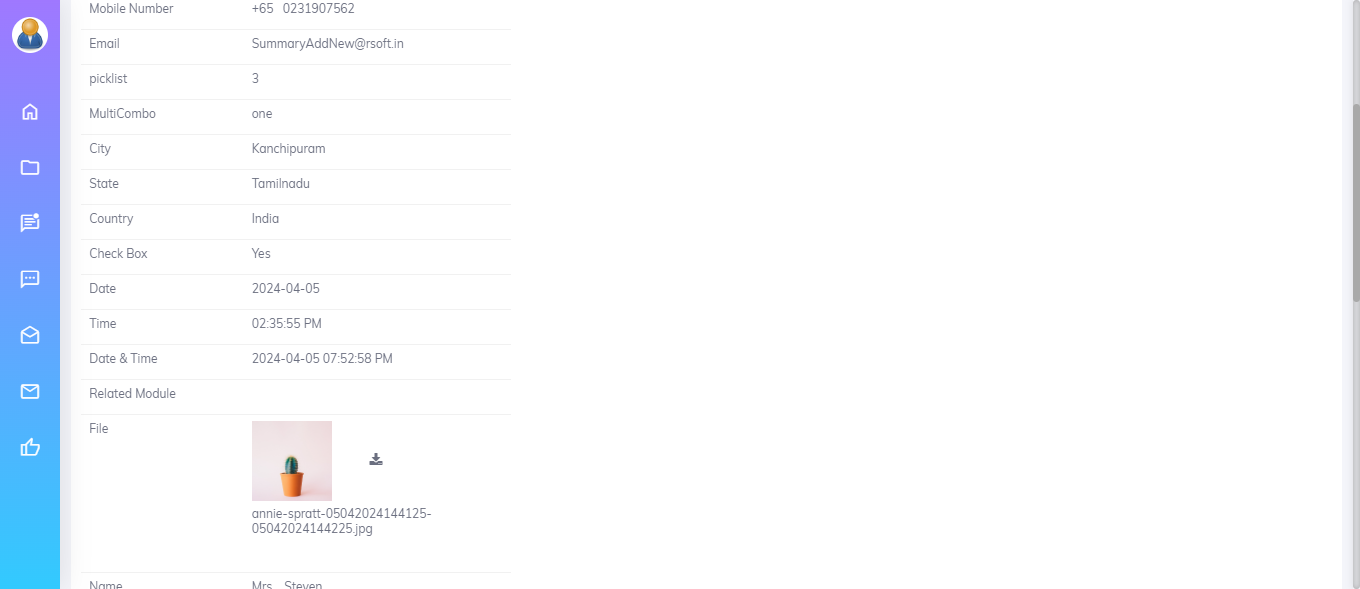 Mobile Number +65 0231907562
Email SummaryAddNew@rsoft.in
picklist 3
MultiCombo one
City Kanchipuram
State Tamilnadu
Country India
Check Box Yes
Date 2024-04-05
Time 02:35:55 PM
Date & Time 2024-04-05 07:52:58 PM
Related Module
File
annie-spratt-05042024144125-
05042024144225.jpg
Name Mrs. Steven